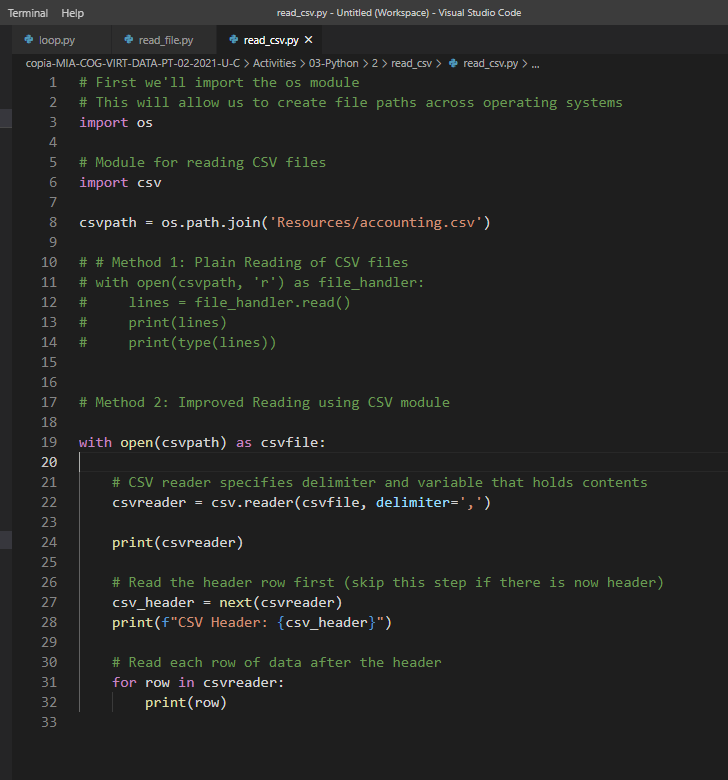 Terminal Help read_csv.py - Untitled (Workspace) - Visual Studio Code
loop.py read_file.py read_csv.py ×
copia-MIA-COG-VIRT-DATA-PT-02-2021-U-C > Activities > 03-Python > 2 > read_csv > read_csv.py > ...
1 # First we'll import the os module
2 # This will allow us to create file paths across operating systems
3 import os
4
5 # Module for reading CSV files
6 import csv
7
8 csvpath = os.path.join('Resources/accounting.csv')
9
10 # # Method 1: Plain Reading of CSV files
11 # with open(csvpath, 'r') as file_handler:
12 #     lines = file_handler.read()
13 #     print(lines)
14 #     print(type(lines))
15
16
17 # Method 2: Improved Reading using CSV module
18
19 with open(csvpath) as csvfile:
20
21     # CSV reader specifies delimiter and variable that holds contents
22     csvreader = csv.reader(csvfile, delimiter=',')
23
24     print(csvreader)
25
26     # Read the header row first (skip this step if there is now header)
27     csv_header = next(csvreader)
28     print(f"CSV Header: {csv_header}")
29
30     # Read each row of data after the header
31     for row in csvreader:
32         print(row)
33